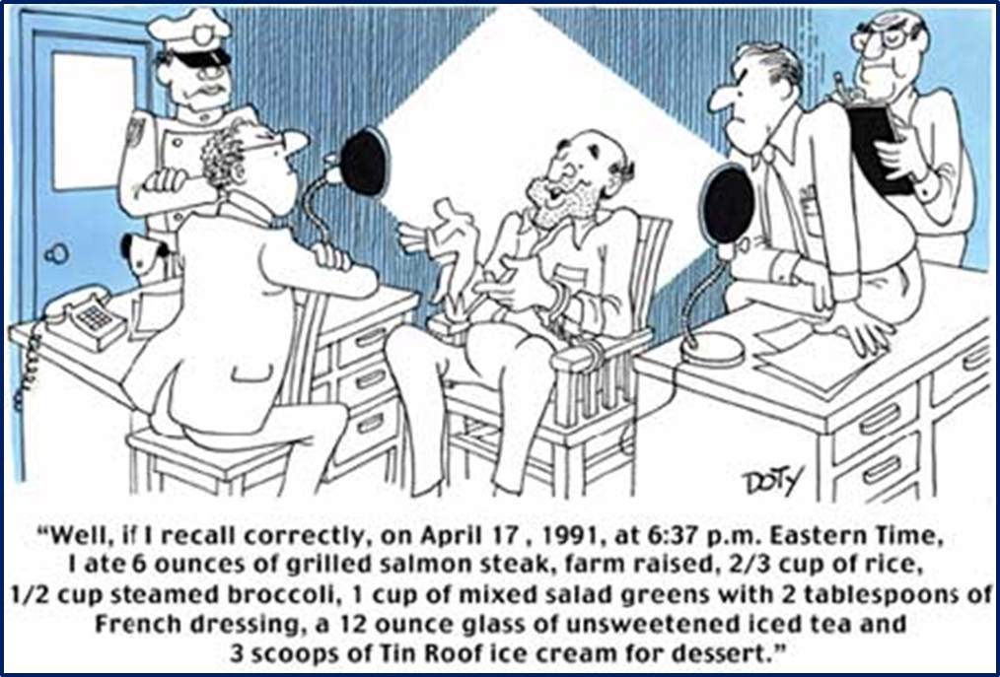 DOTY
“Well, if I recall correctly, on April 17, 1991, at 6:37 p.m. Eastern Time,
I ate 6 ounces of grilled salmon steak, farm raised, 2/3 cup of rice,
1/2 cup steamed broccoli, 1 cup of mixed salad greens with 2 tablespoons of
French dressing, a 12 ounce glass of unsweetened iced tea and
3 scoops of Tin Roof ice cream for dessert.”